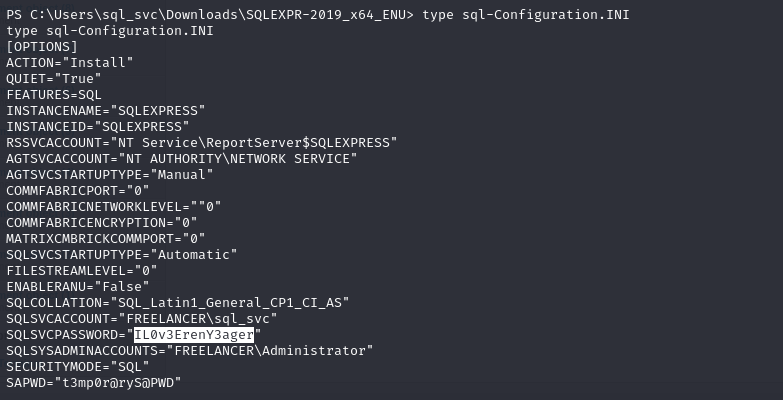 PS C:\Users\sql_svc\Downloads\SQLEXPR-2019_x64_ENU> type sql-Configuration.INI
type sql-Configuration.INI
[OPTIONS]
ACTION="Install"
QUIET="True"
FEATURES=SQL
INSTANCENAME="SQLEXPRESS"
INSTANCEID="SQLEXPRESS"
RSSVCACCOUNT="NT Service\ReportServer$SQLEXPRESS"
AGTSVCACCOUNT="NT AUTHORITY\NETWORK SERVICE"
AGTSVCSTARTUPTYPE="Manual"
COMMFABRICPORT="0"
COMMFABRICNETWORKLEVEL=""0"
COMMFABRICENCRYPTION="0"
MATRIXCMBRICKCOMMPORT="0"
SQLSVCSTARTUPTYPE="Automatic"
FILESTREAMLEVEL="0"
ENABLERANU="False"
SQLCOLLATION="SQL_Latin1_General_CP1_CI_AS"
SQLSVCACCOUNT="FREELANCER\sql_svc"
SQLSVCPASSWORD="IL0v3ErenY3ager"
SQLSYSADMINACCOUNTS="FREELANCER\Administrator"
SECURITYMODE="SQL"
SAPWD="t3mp0r@ryS@PWD"